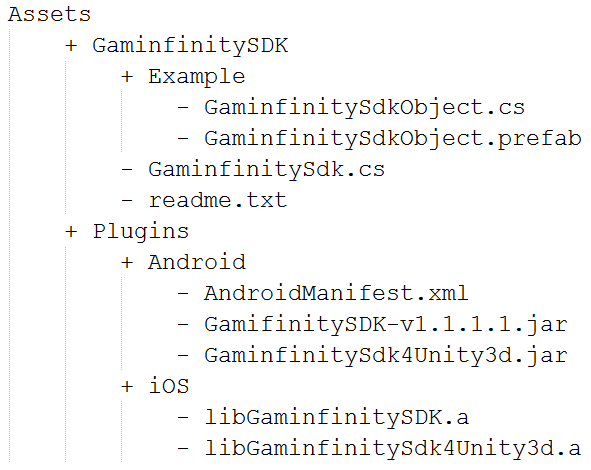 Assets
+ GaminfinitySDK
+ Example
- GaminfinitySdkObject.cs
- GaminfinitySdkObject.prefab
- GaminfinitySdk.cs
- readme.txt
+ Plugins
+ Android
- AndroidManifest.xml
- GamifinitySDK-v1.1.1.1.jar
- GaminfinitySdk4Unity3d.jar
+ iOS
- libGaminfinitySDK.a
- libGaminfinitySdk4Unity3d.a